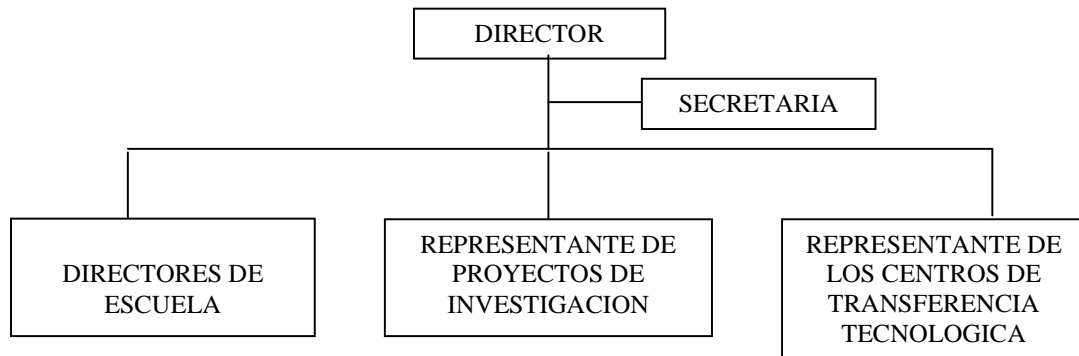 DIRECTOR
SECRETARIA
DIRECTORES DE
ESCUELA
REPRESENTANTE DE
PROYECTOS DE
INVESTIGACION
REPRESENTANTE DE
LOS CENTROS DE
TRANSFERENCIA
TECNOLOGICA